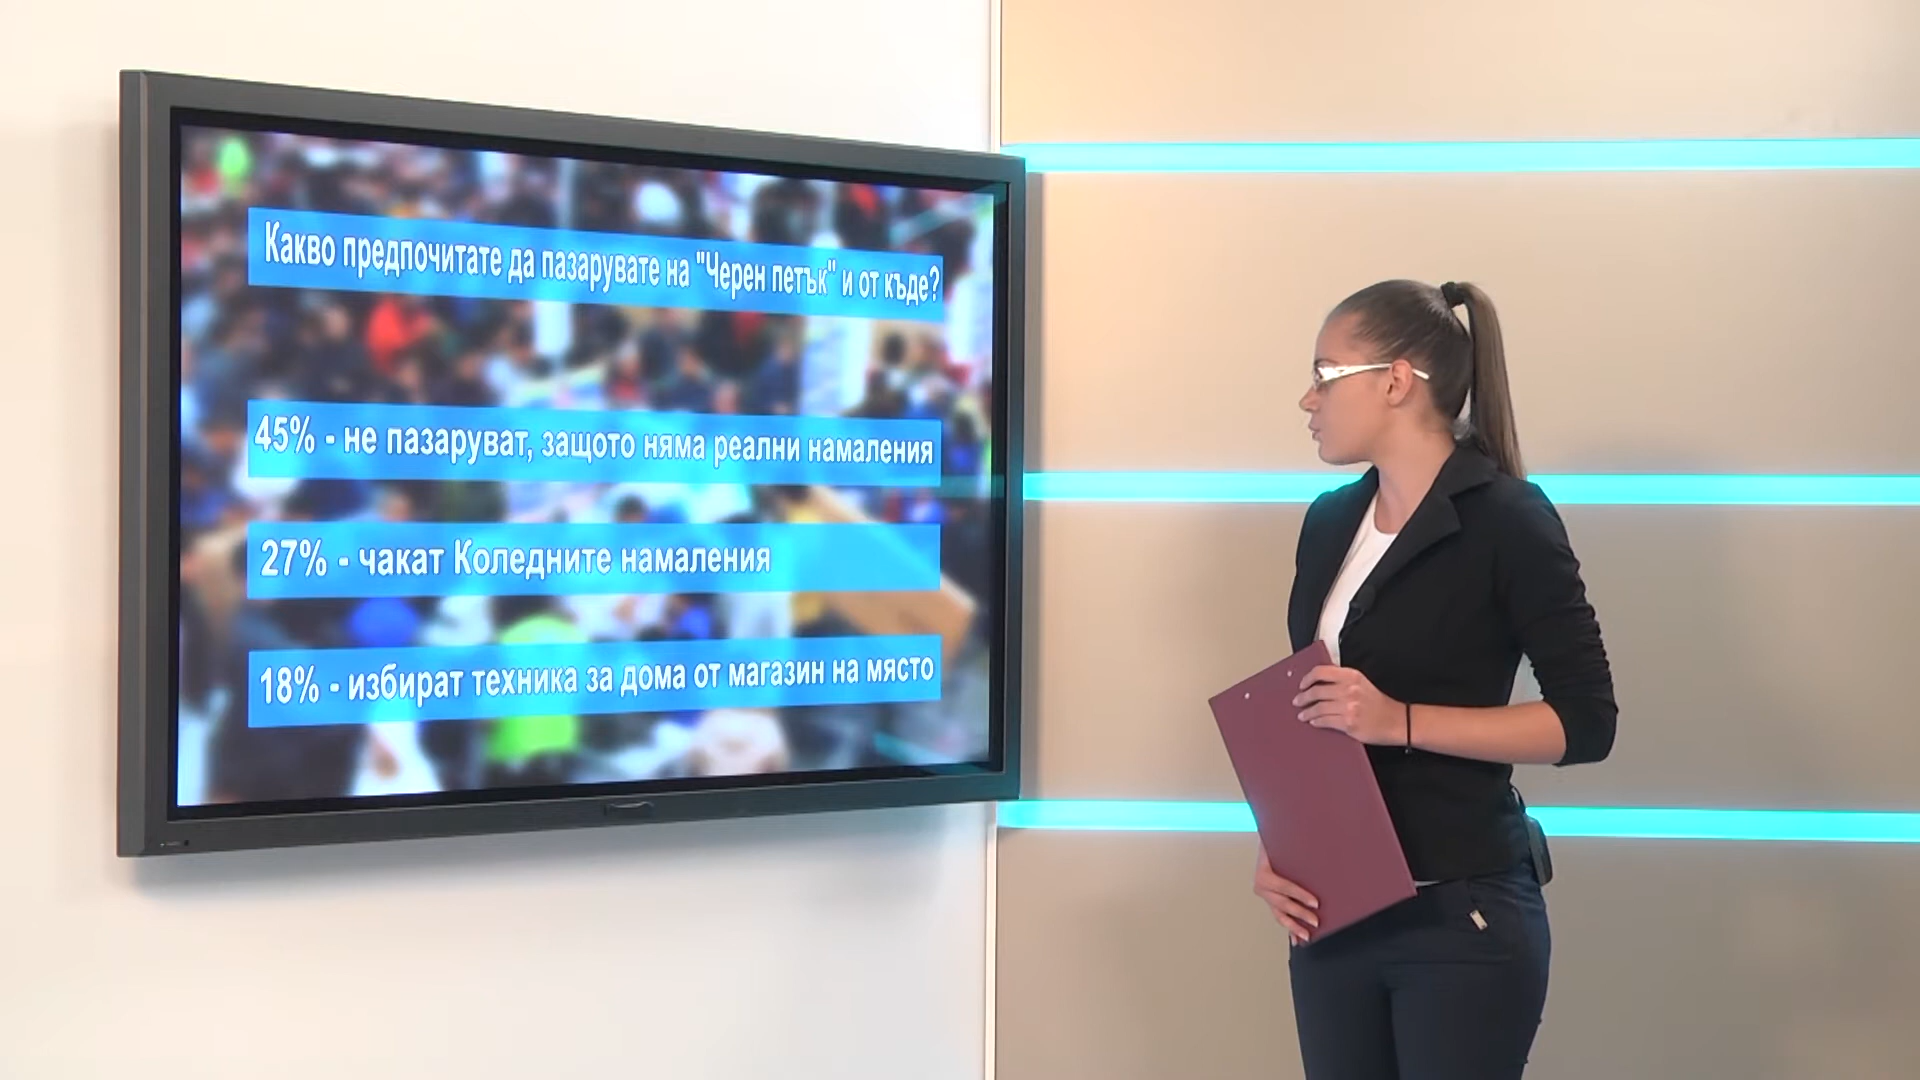 Какво предпочитате да пазарувате на "Черен петък" и от къде?
45% - не пазаруват, защото няма реални намаления
27% - чакат Коледните намаления
18% - избират техника за дома от магазин на място